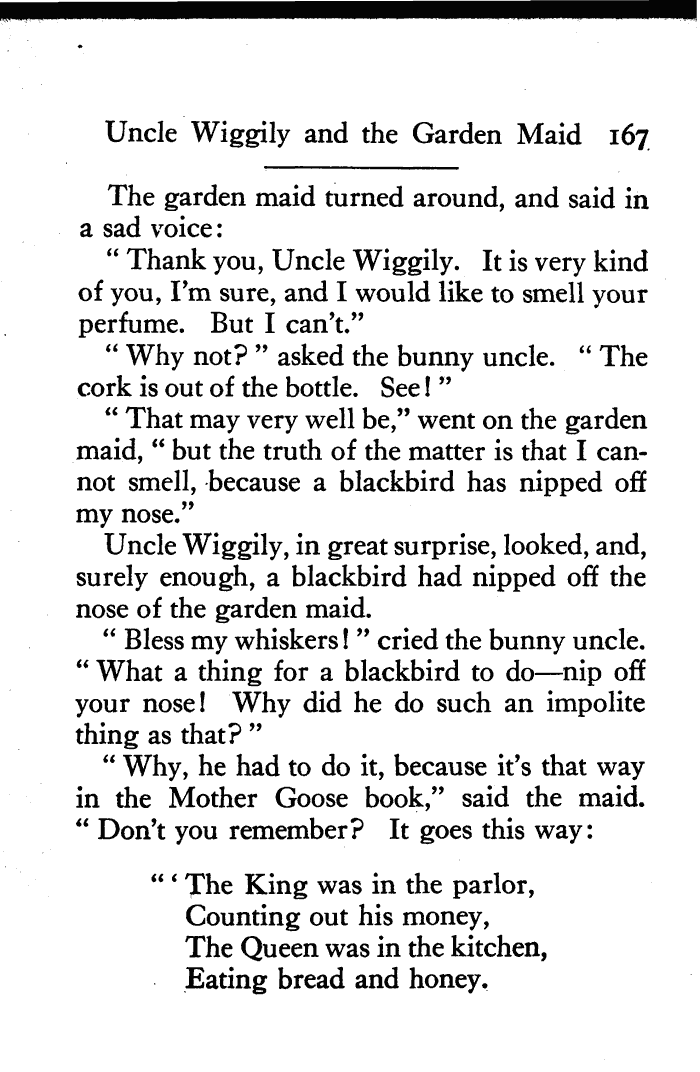 Uncle Wiggily and the Garden Maid 167
The garden maid turned around, and said in
a sad voice:
“ Thank you, Uncle Wiggily. It is very kind
of you, I’m sure, and I would like to smell your
perfume. But I can’t.”
“ Why not? ” asked the bunny uncle. “ The
cork is out of the bottle. See! ”
“ That may very well be,” went on the garden
maid, “ but the truth of the matter is that I can-
not smell, because a blackbird has nipped off
my nose.”
Uncle Wiggily, in great surprise, looked, and,
surely enough, a blackbird had nipped off the
nose of the garden maid.
“ Bless my whiskers! ” cried the bunny uncle.
“ What a thing for a blackbird to do—nip off
your nose! Why did he do such an impolite
thing as that? ”
“ Why, he had to do it, because it’s that way
in the Mother Goose book,” said the maid.
“ Don’t you remember? It goes this way:
“ ‘ The King was in the parlor,
Counting out his money,
The Queen was in the kitchen,
Eating bread and honey.